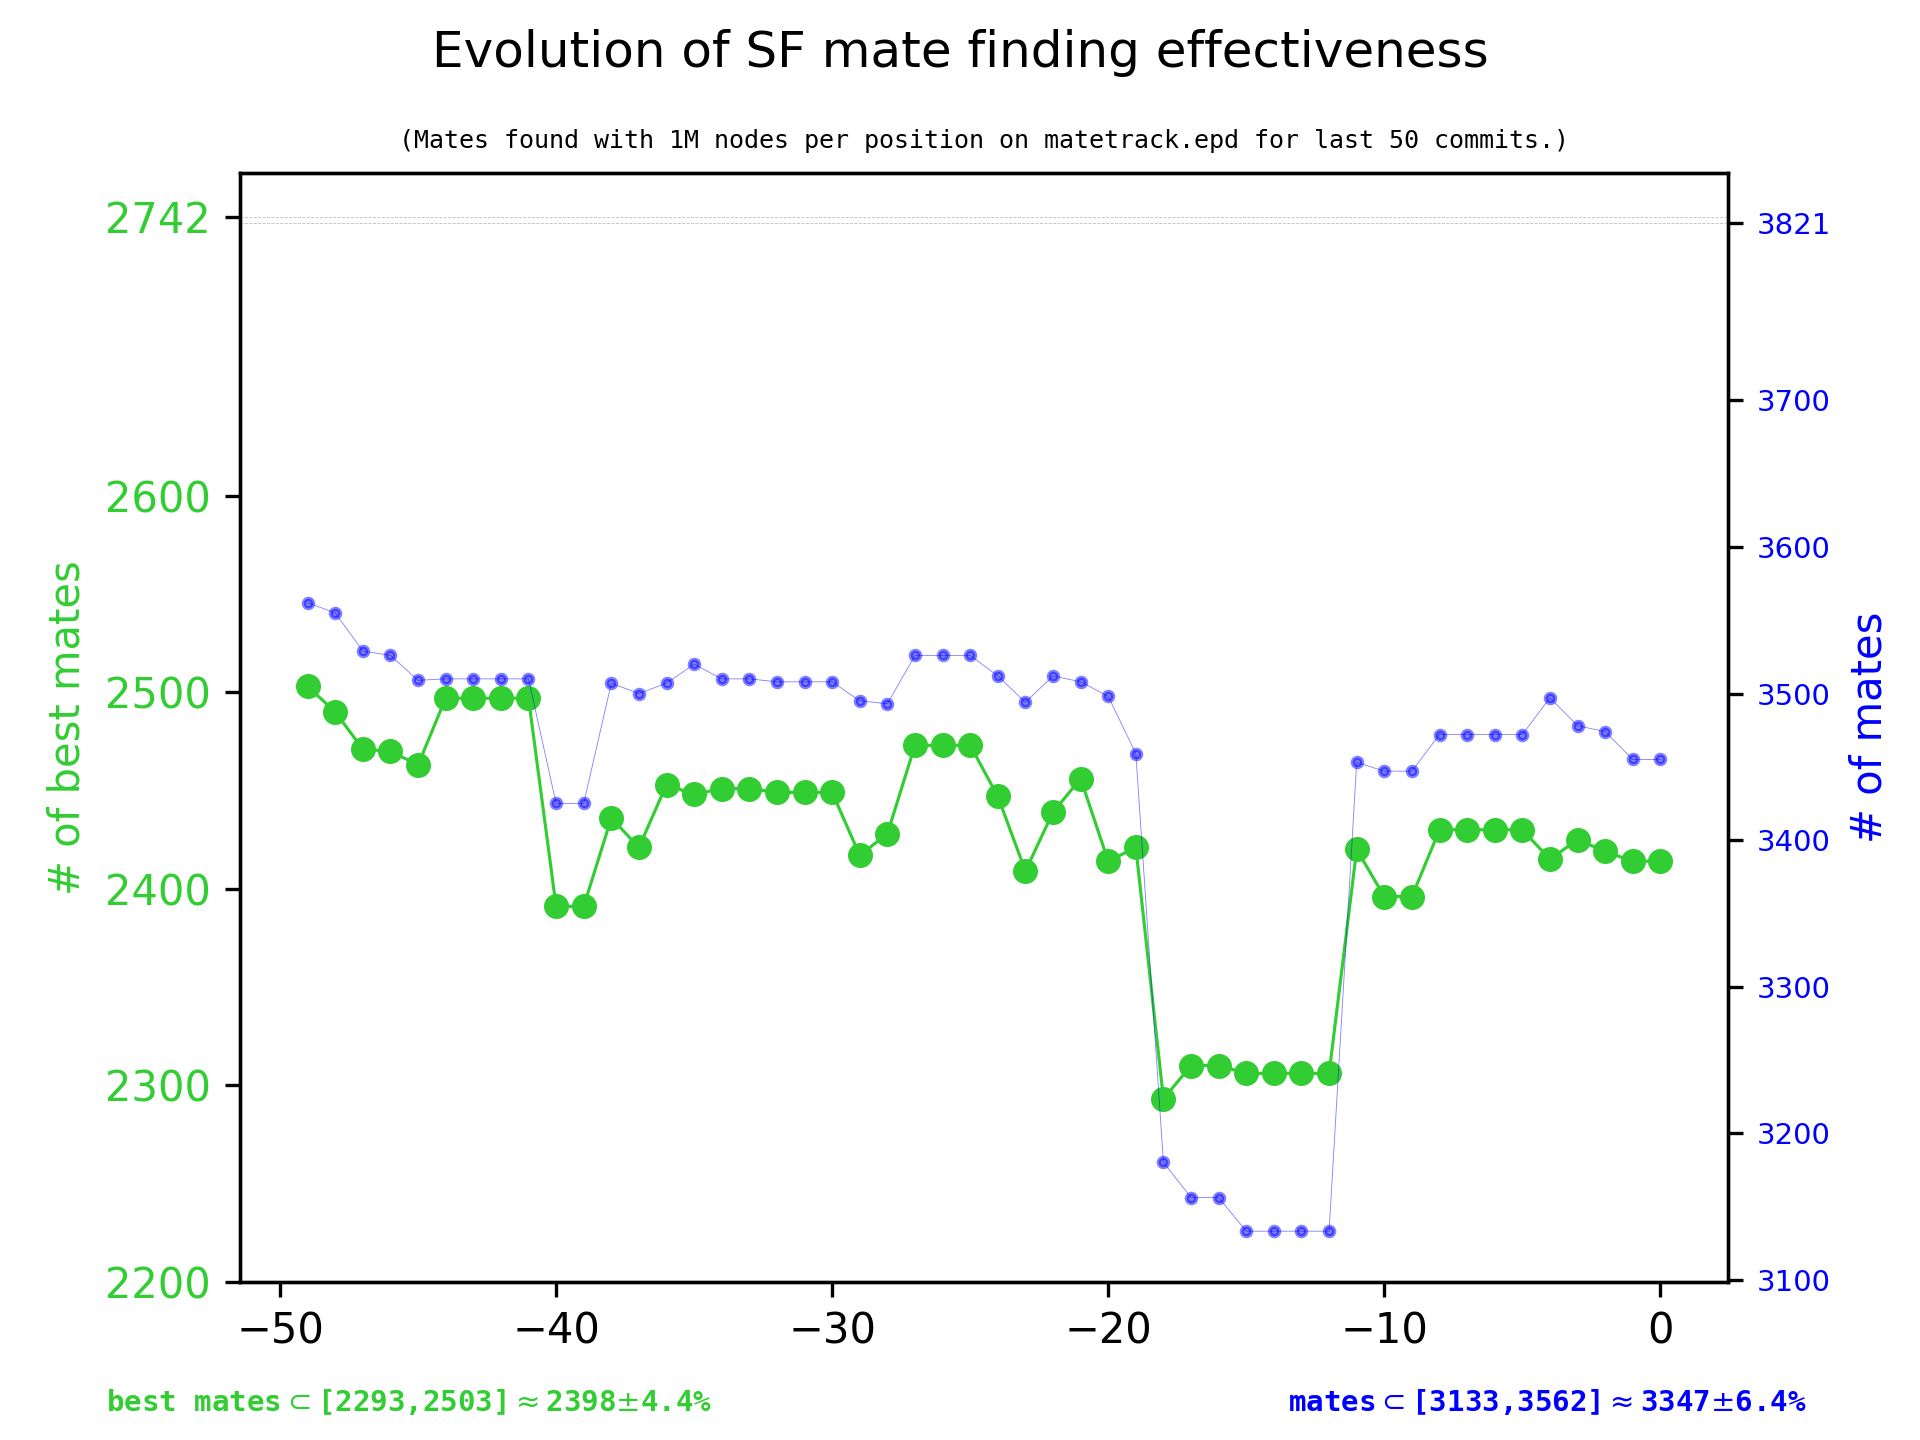 Evolution of SF mate finding effectiveness
(Mates found with 1M nodes per position on matetrack.epd for last 50 commits.)
# of best mates
2742
2600
2500
2400
2300
2200
3821
3700
3600
3500
3400
3300
3200
3100
# of mates
−50 −40 −30 −20 −10 0
best mates⊂[2293,2503]≈2398±4.4%
mates⊂[3133,3562]≈3347±6.4%